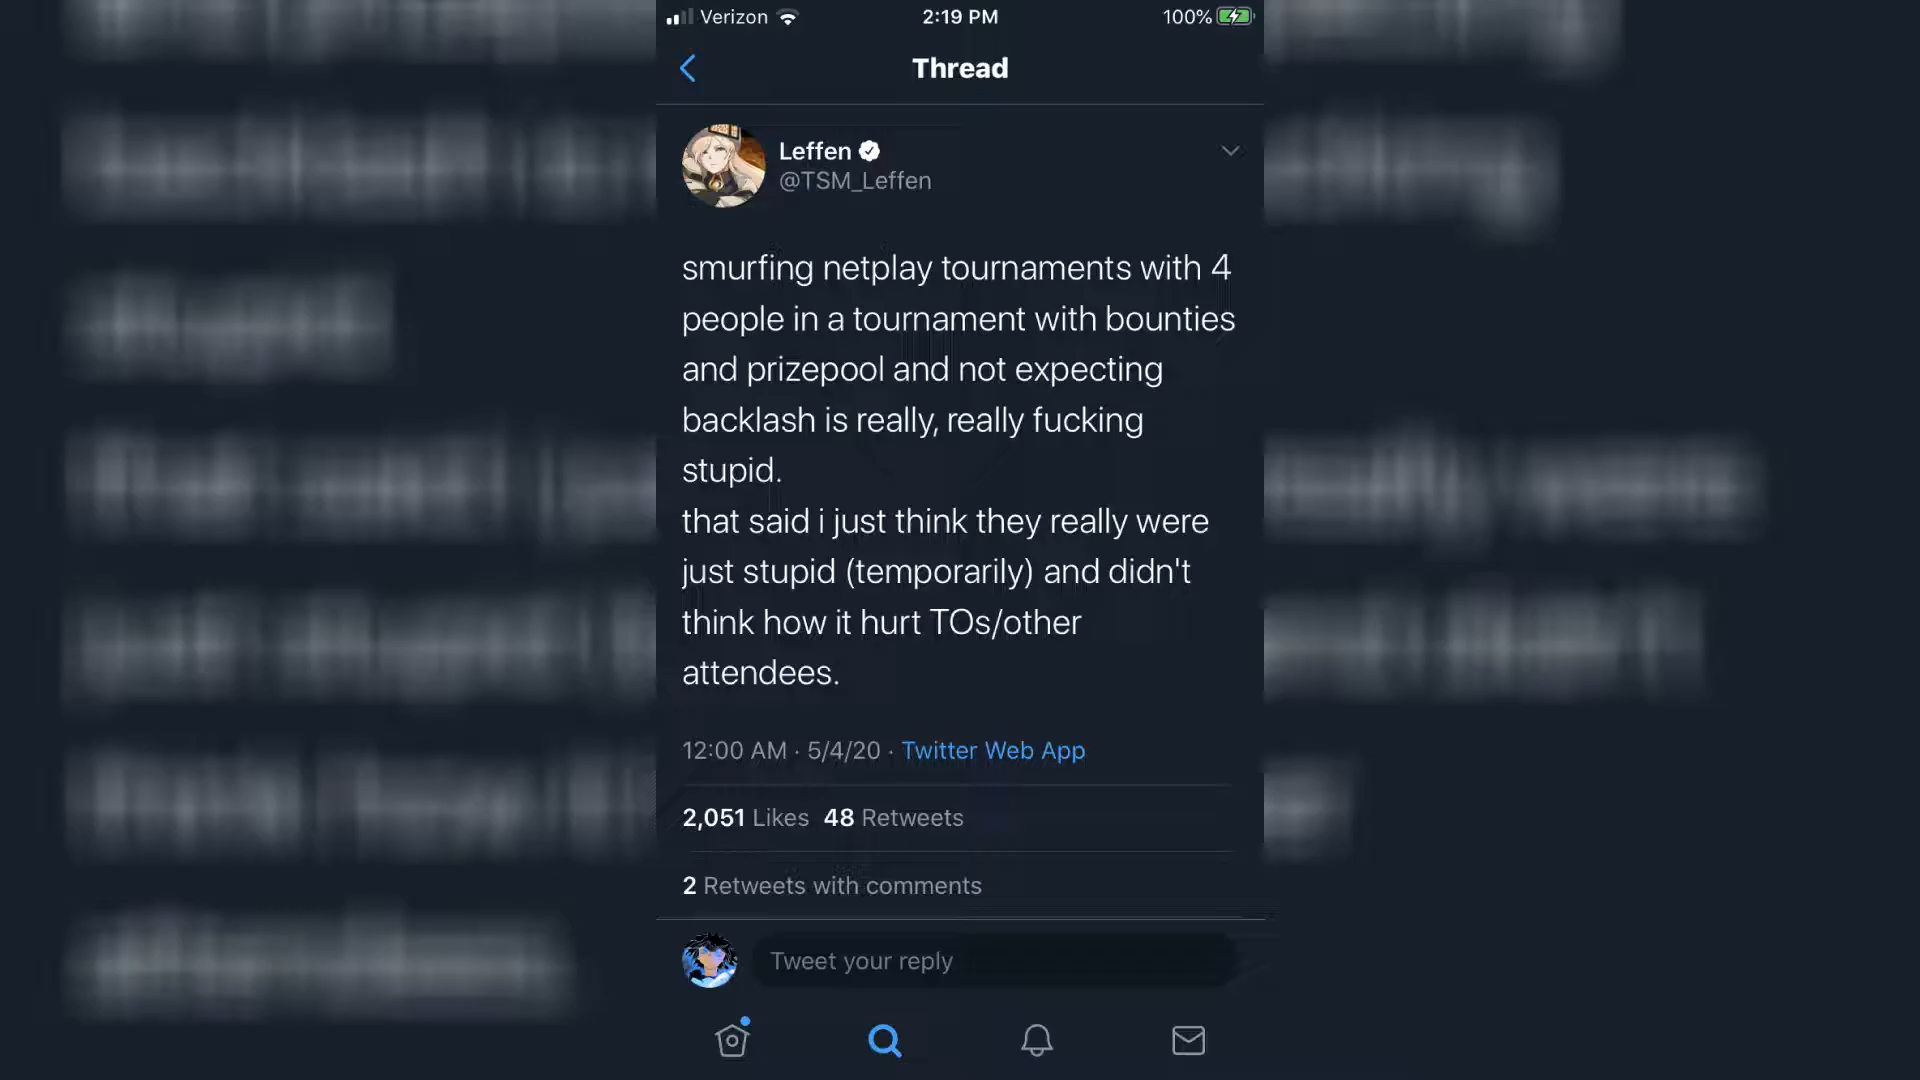 Verizon 2:19 PM 100%
Thread
Leffen
@TSM_Leffen
smurfing netplay tournaments with 4
people in a tournament with bounties
and prizepool and not expecting
backlash is really, really fucking
stupid.
that said i just think they really were
just stupid (temporarily) and didn't
think how it hurt TOs/other
attendees.
12:00 AM · 5/4/20 · Twitter Web App
2,051 Likes 48 Retweets
2 Retweets with comments
Tweet your reply